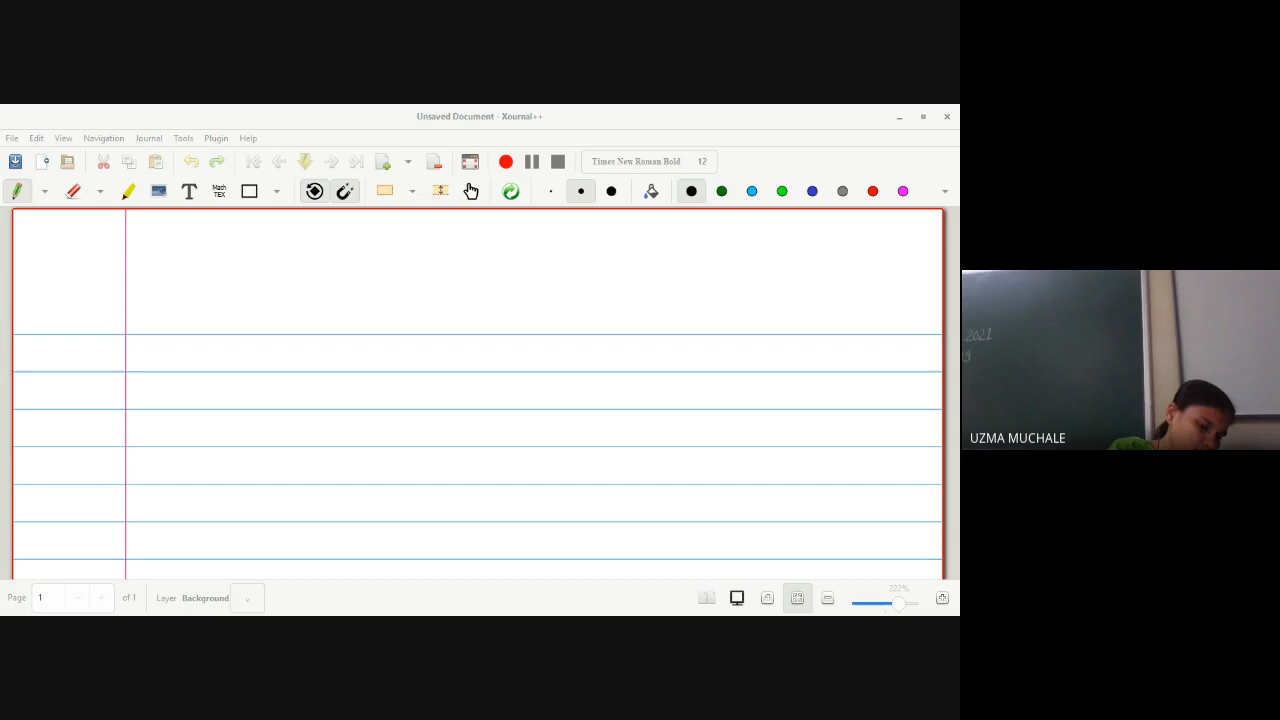 Unsaved Document - Xournal++
File Edit View Navigation Journal Tools Plugin Help
Times New Roman Bold 12
T Math TEX
2021
UZMA MUCHALE
Page 1 of 1 Layer Background 222%